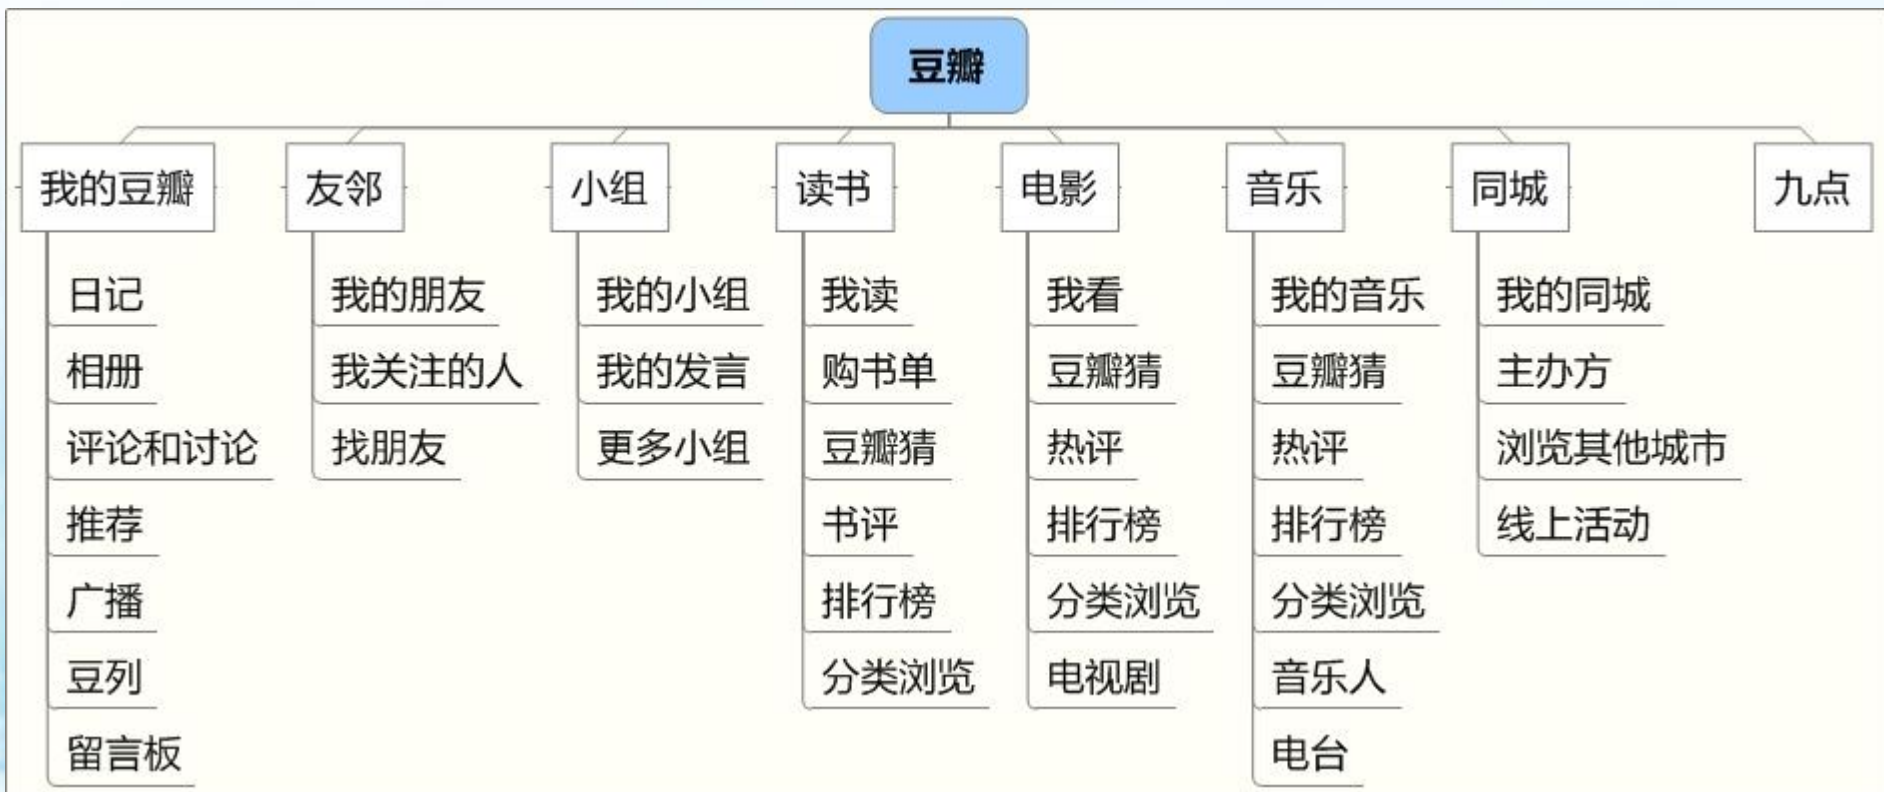 豆瓣
我的豆瓣
友邻
小组
读书
电影
音乐
同城
九点
日记
相册
评论和讨论
推荐
广播
豆列
留言板
我的朋友
我关注的人
找朋友
我的小组
我的发言
更多小组
我读
购书单
豆瓣猜
书评
排行榜
分类浏览
我看
豆瓣猜
热评
排行榜
分类浏览
电视剧
我的音乐
豆瓣猜
热评
排行榜
分类浏览
音乐人
电台
我的同城
主办方
浏览其他城市
线上活动